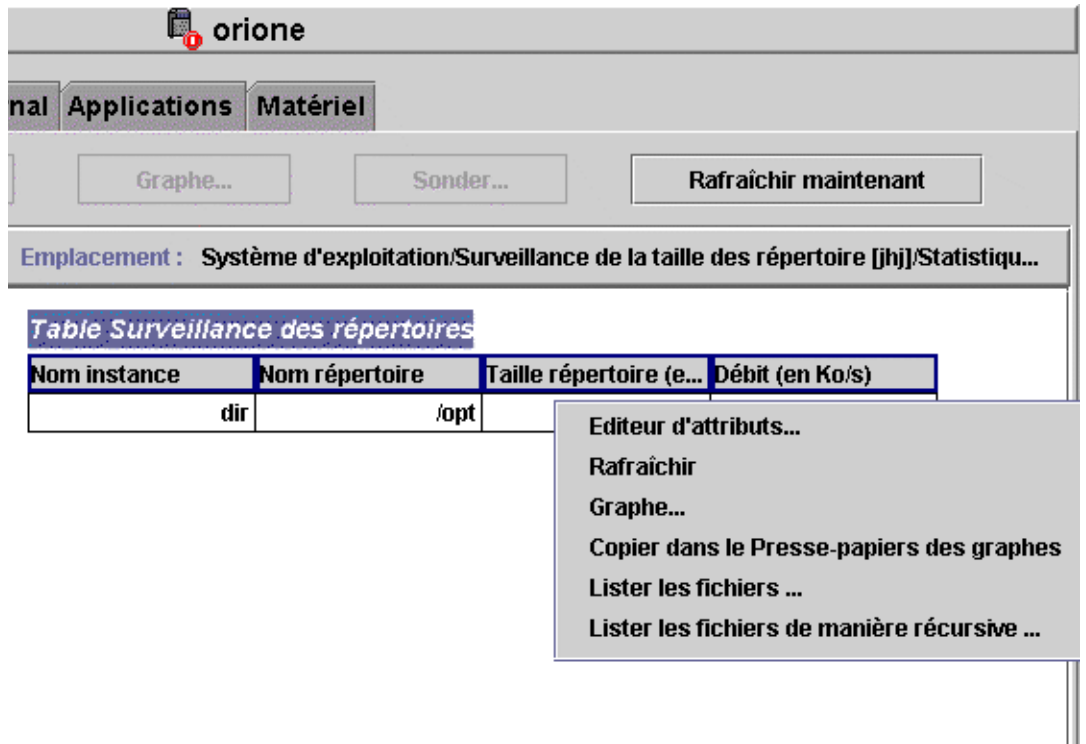 orione
nal Applications Matériel
Graphe... Sonder... Rafraîchir maintenant
Emplacement : Système d'exploitation/Surveillance de la taille des répertoire [jhj]/Statistiqu...
Table Surveillance des répertoires
Nom instance Nom répertoire Taille répertoire (e... Débit (en Ko/s)
dir /opt
Editeur d'attributs...
Rafraîchir
Graphe...
Copier dans le Presse-papiers des graphes
Lister les fichiers ...
Lister les fichiers de manière récursive ...